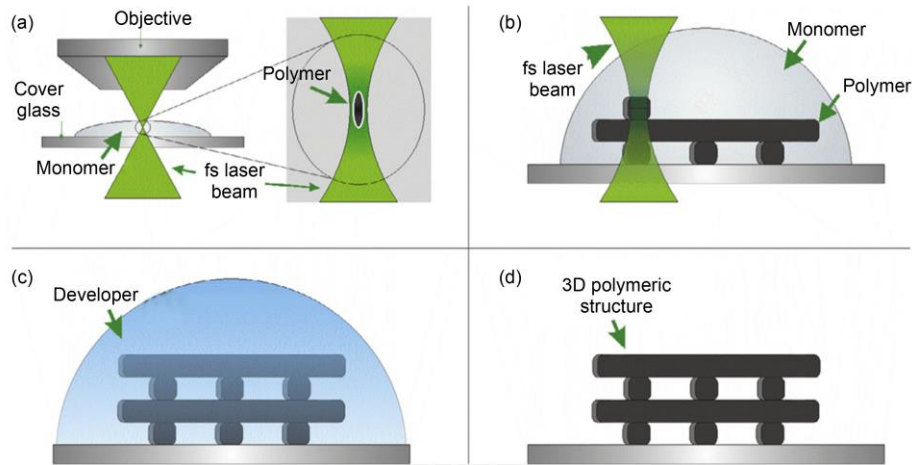 (a)
Objective
Cover
glass
Monomer
fs laser
beam
Polymer
(b)
fs laser
beam
Monomer
Polymer
(c)
Developer
(d)
3D polymeric
structure